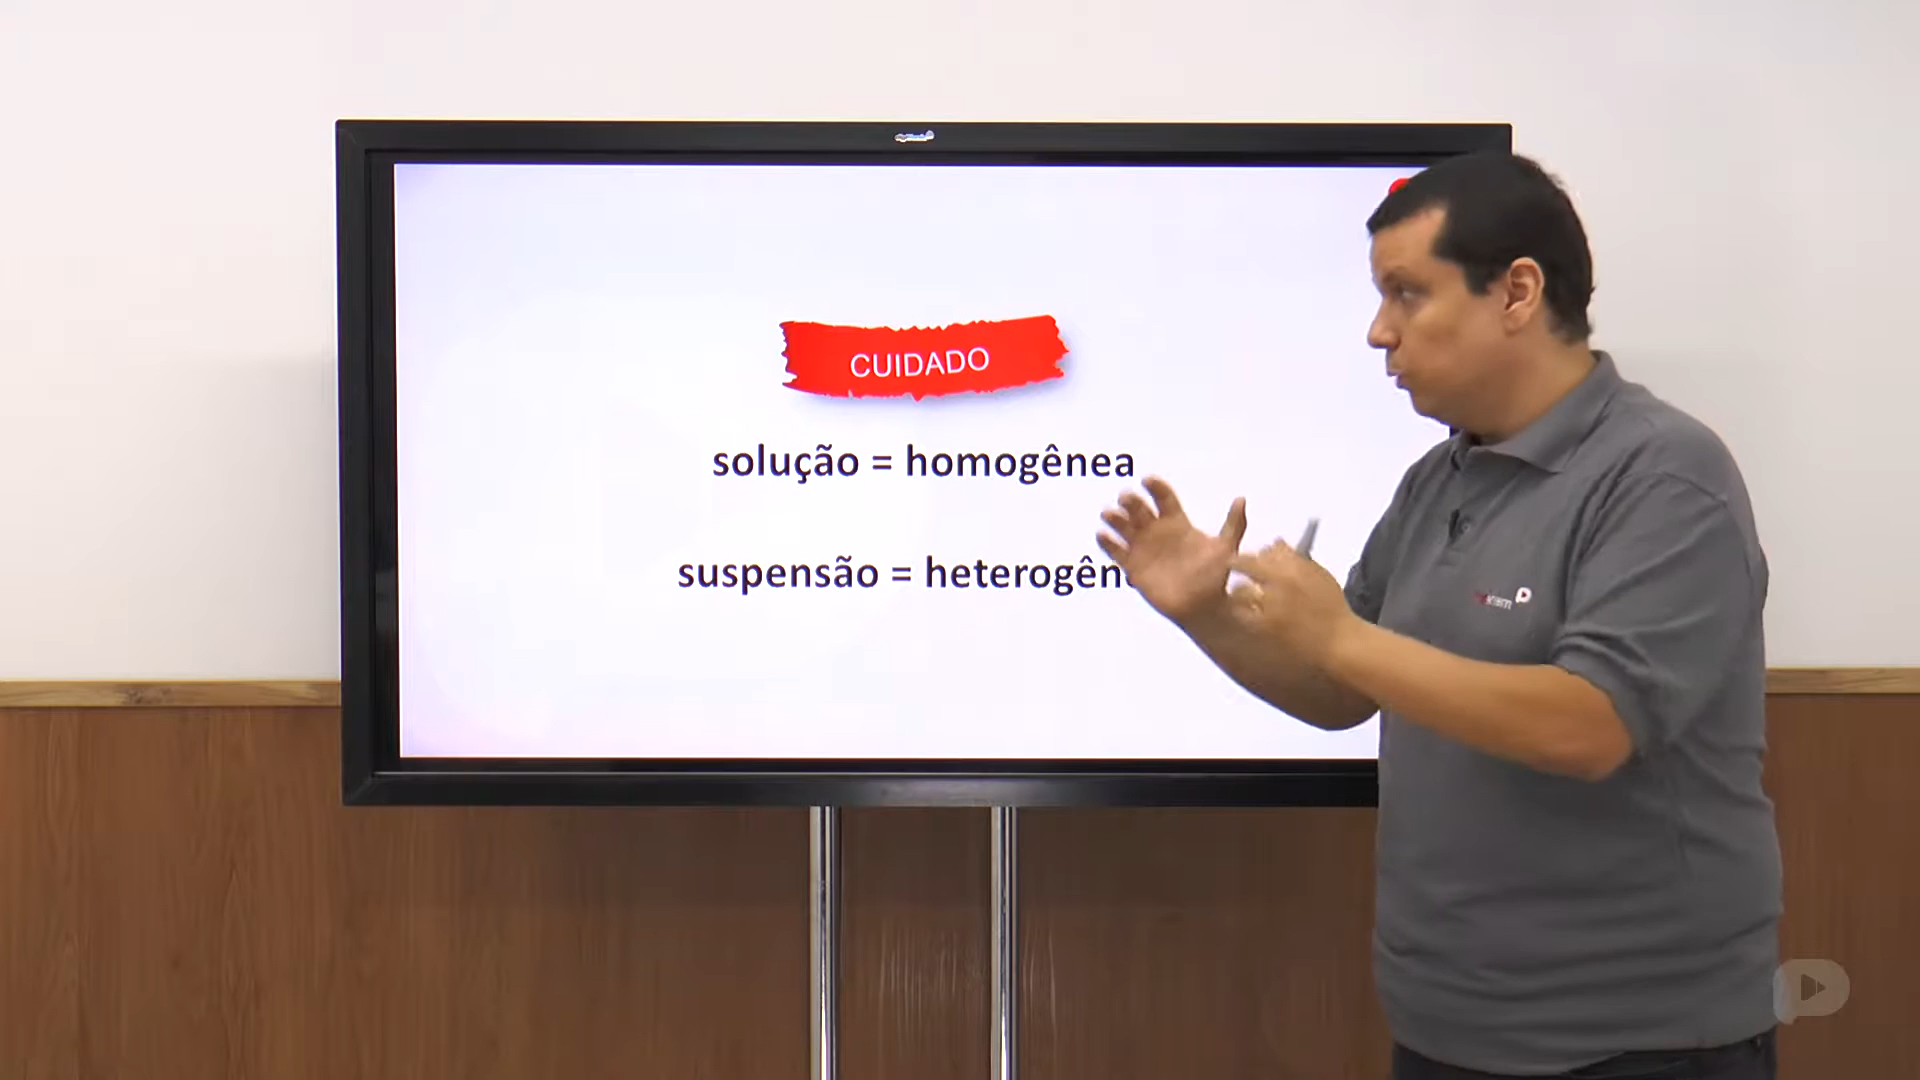 CUIDADO
solução = homogênea
suspensão = heterogên